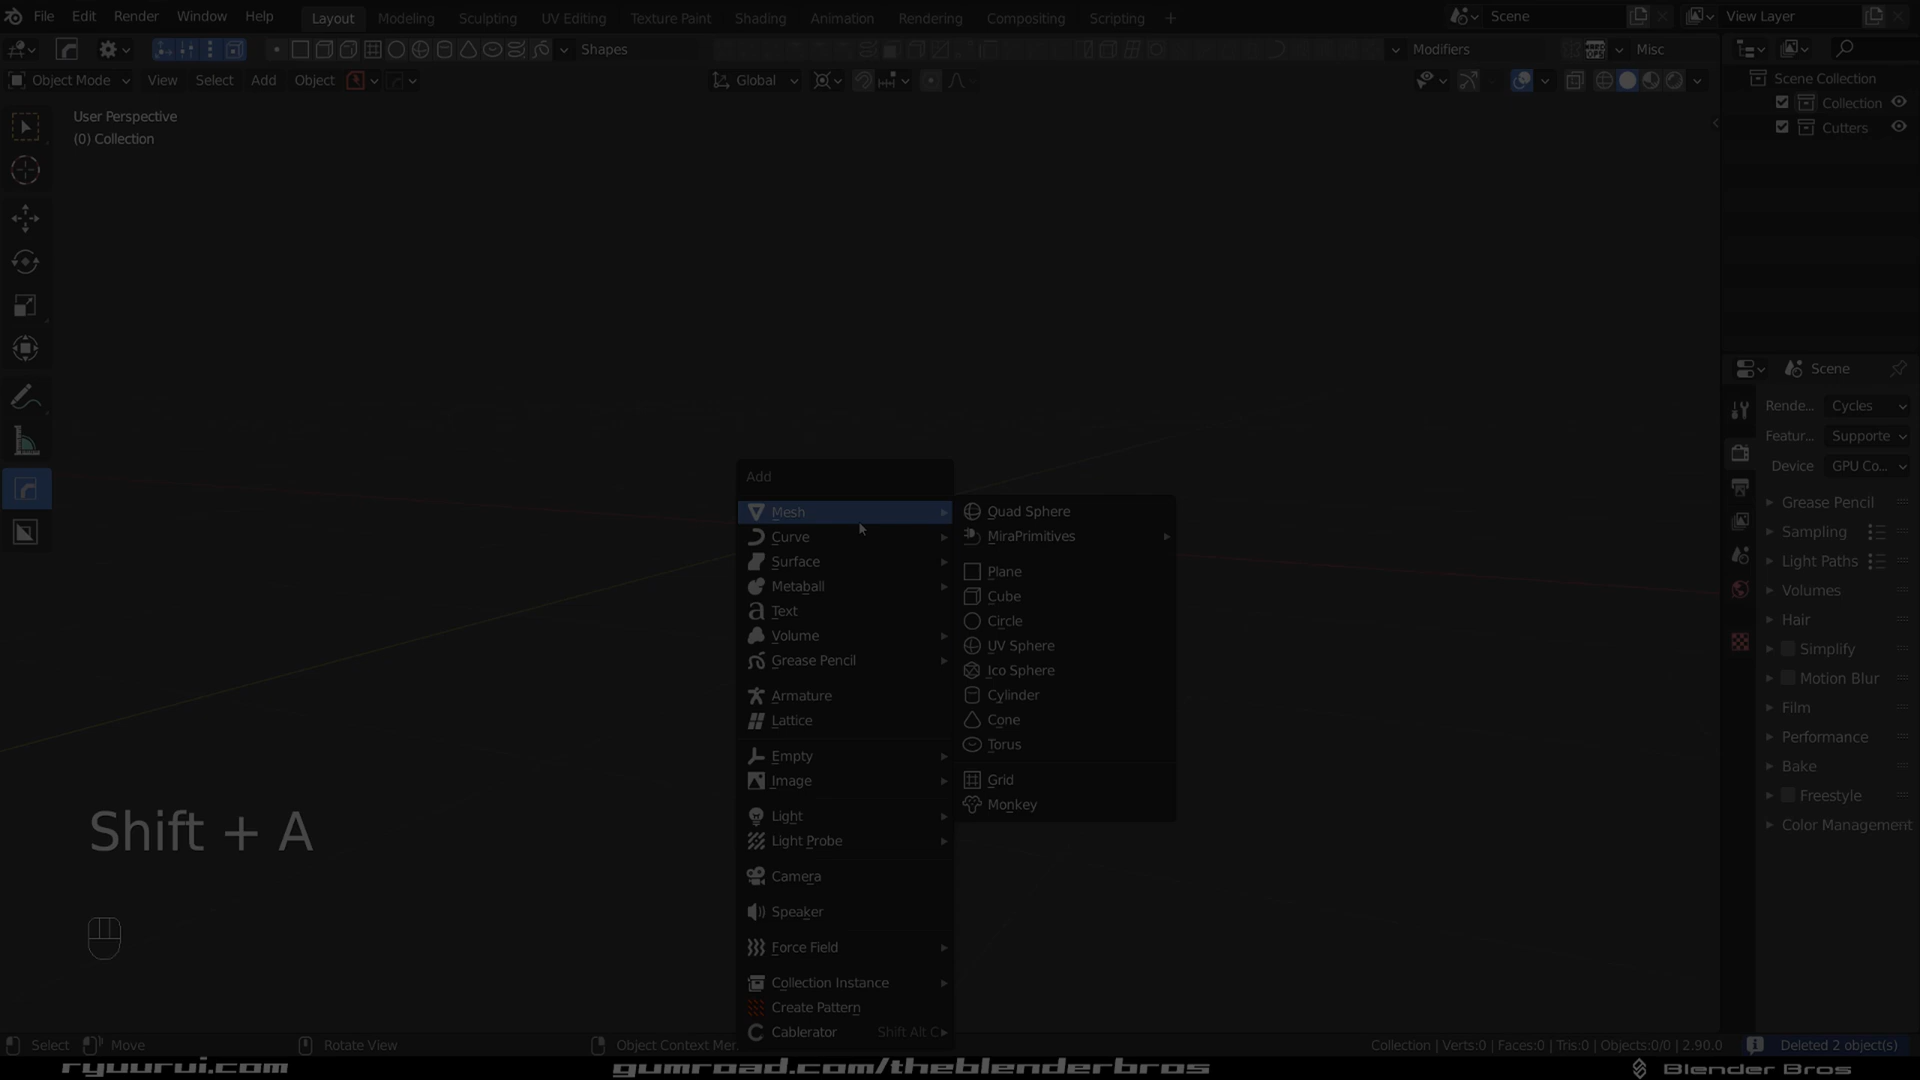 File Edit Render Window Help Layout Modeling Sculpting UV Editing Texture Paint Shading Animation Rendering Compositing Scripting + Scene View Layer
Shapes Modifiers Misc
Object Mode View Select Add Object Global
User Perspective
(0) Collection
Scene Collection
Collection
Cutters
Scene
Rende... Cycles
Featur... Supporte
Device GPU Co...
Grease Pencil
Sampling
Light Paths
Volumes
Hair
Simplify
Motion Blur
Film
Performance
Bake
Freestyle
Color Management
Add
Mesh
Curve
Surface
Metaball
Text
Volume
Grease Pencil
Armature
Lattice
Empty
Image
Light
Light Probe
Camera
Speaker
Force Field
Collection Instance
Create Pattern
Cablerator Shift Alt C
Quad Sphere
MiraPrimitives
Plane
Cube
Circle
UV Sphere
Ico Sphere
Cylinder
Cone
Torus
Grid
Monkey
Shift + A
Select Move Rotate View Object Context Mer Collection | Verts:0 | Faces:0 | Tris:0 | Objects:0/0 | 2.90.0 Deleted 2 object(s)
ryuurui.com gumroad.com/theblenderbros Blender Bros